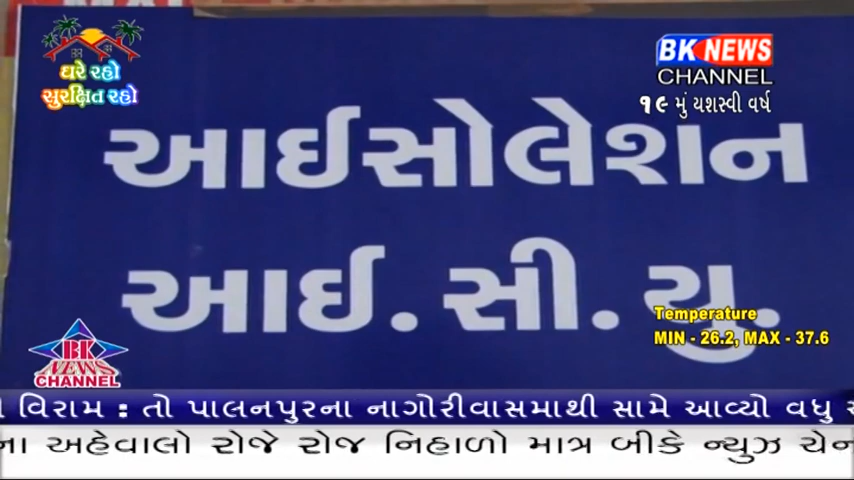 ઘરે રહો
સુરક્ષિત રહો
BK NEWS
CHANNEL
૧૯ મું યશસ્વી વર્ષ
આઈસોલેશન
આઈ. સી. યુ.
Temperature
MIN - 26.2, MAX - 37.6
BK
NEWS
CHANNEL
વિરામ : તો પાલનપુરના નાગોરીવાસમાથી સામે આવ્યો વધુ
ના અહેવાલો રોજે રોજ નિહાળો માત્ર બીકે ન્યુઝ ચેન